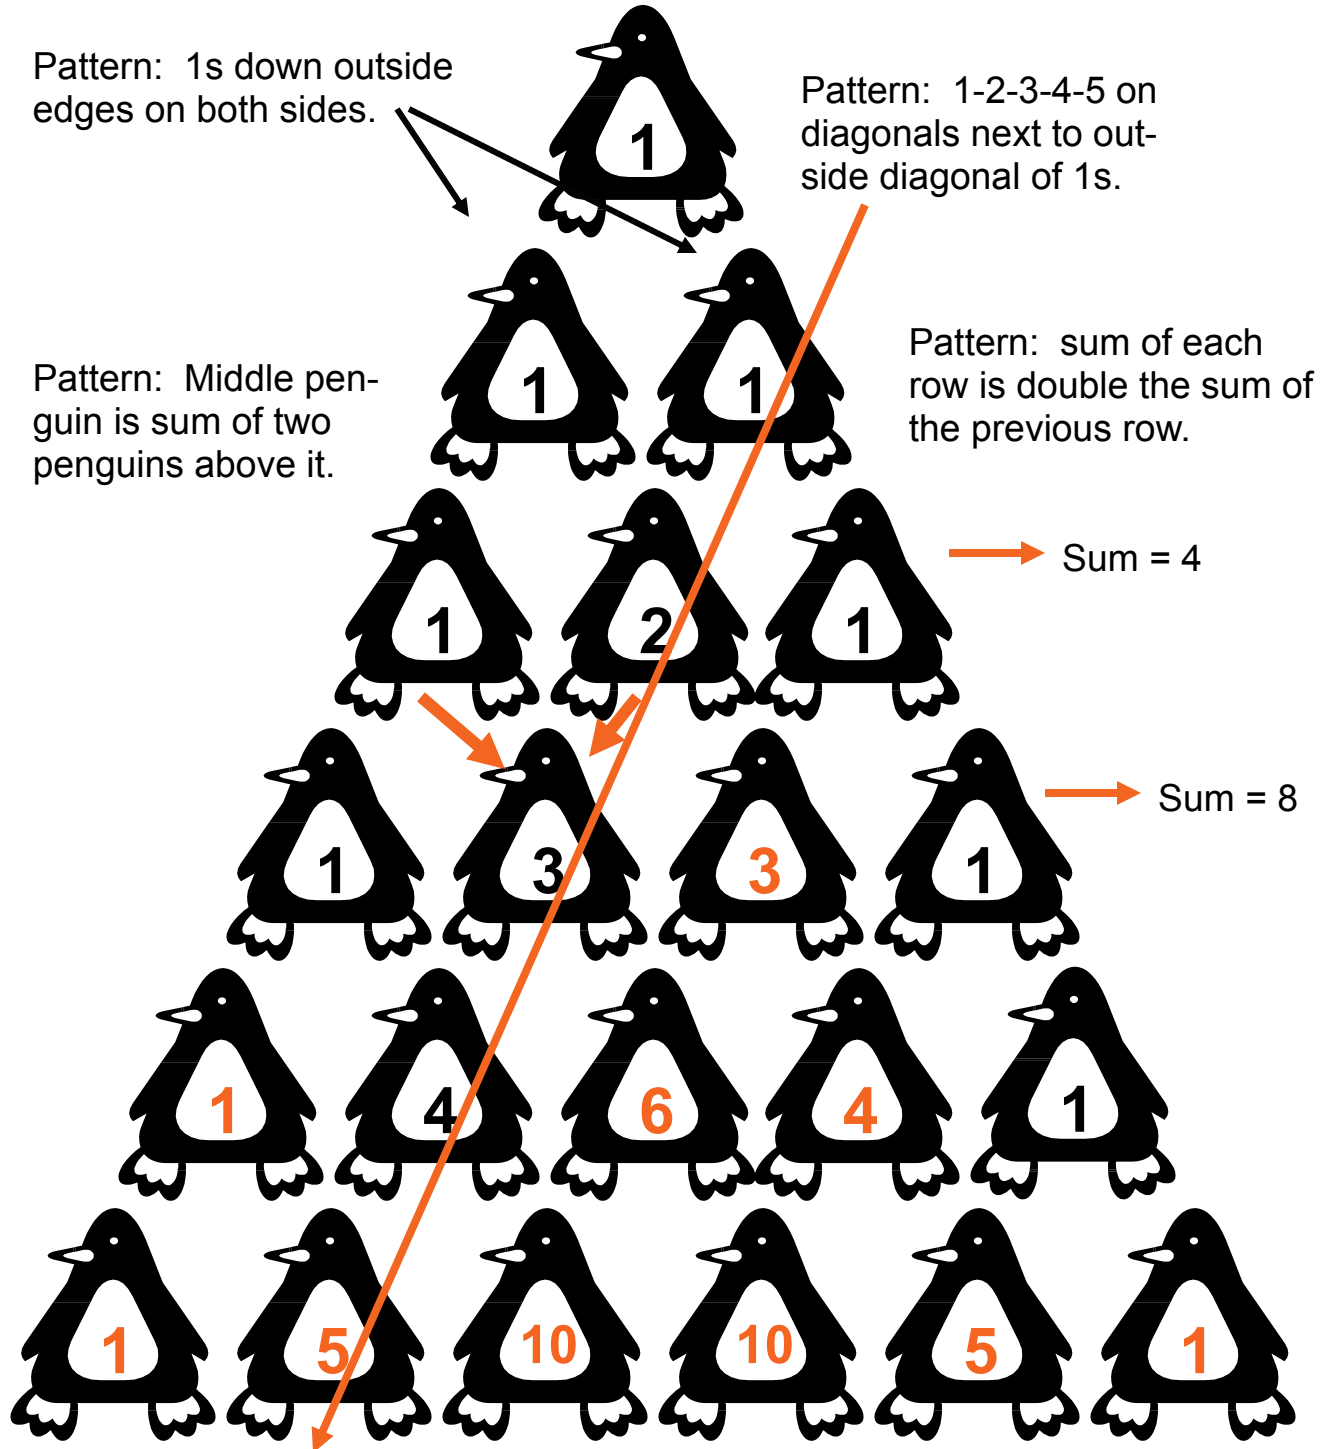 Pattern:  1s down outside
edges on both sides.
Pattern:  1-2-3-4-5 on
diagonals next to out-
side diagonal of 1s.
1
1 1
Pattern:  Middle pen-
guin is sum of two
penguins above it.
Pattern:  sum of each
row is double the sum of
the previous row.
1 2 1
Sum = 4
1 3 3 1
Sum = 8
1 4 6 4 1
1 5 10 10 5 1